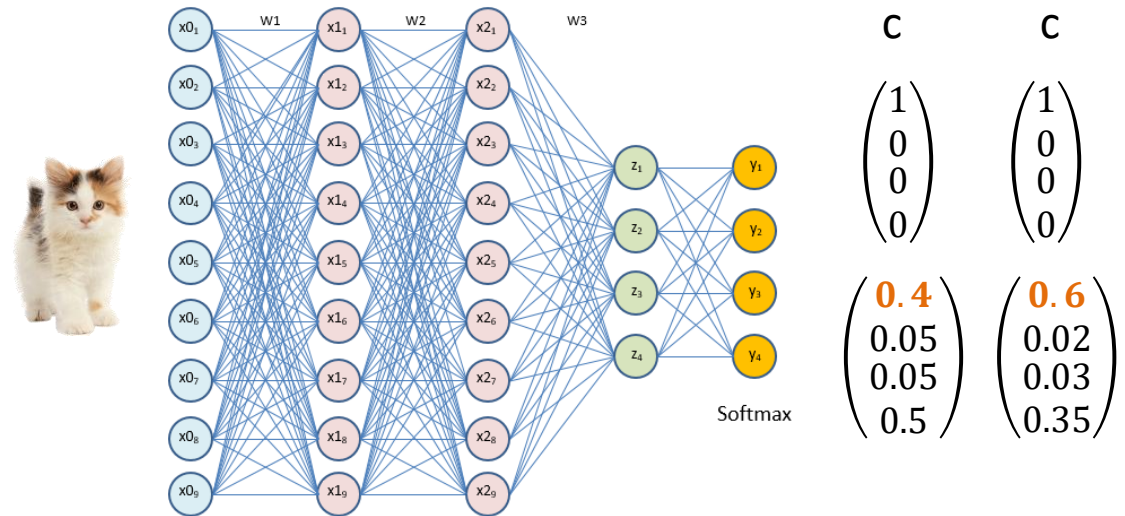 W1 W2 W3 C C
x0₁ x1₁ x2₁
x0₂ x1₂ x2₂
x0₃ x1₃ x2₃
x0₄ x1₄ x2₄
x0₅ x1₅ x2₅
x0₆ x1₆ x2₆
x0₇ x1₇ x2₇
x0₈ x1₈ x2₈
x0₉ x1₉ x2₉
z₁ y₁
z₂ y₂
z₃ y₃
z₄ y₄
Softmax
1 1
0 0
0 0
0 0
0.4 0.6
0.05 0.02
0.05 0.03
0.5 0.35